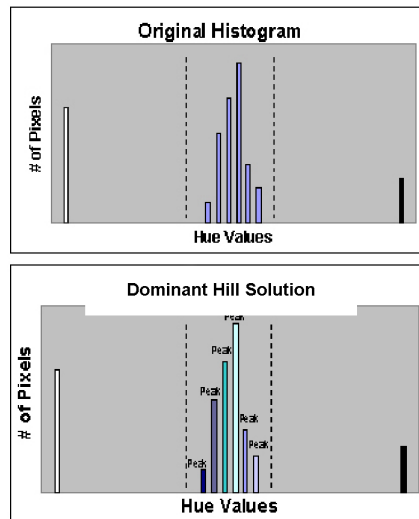 Original Histogram
# of Pixels
Hue Values
Dominant Hill Solution
# of Pixels
Peak
Peak
Peak
Peak
Peak
Peak
Hue Values